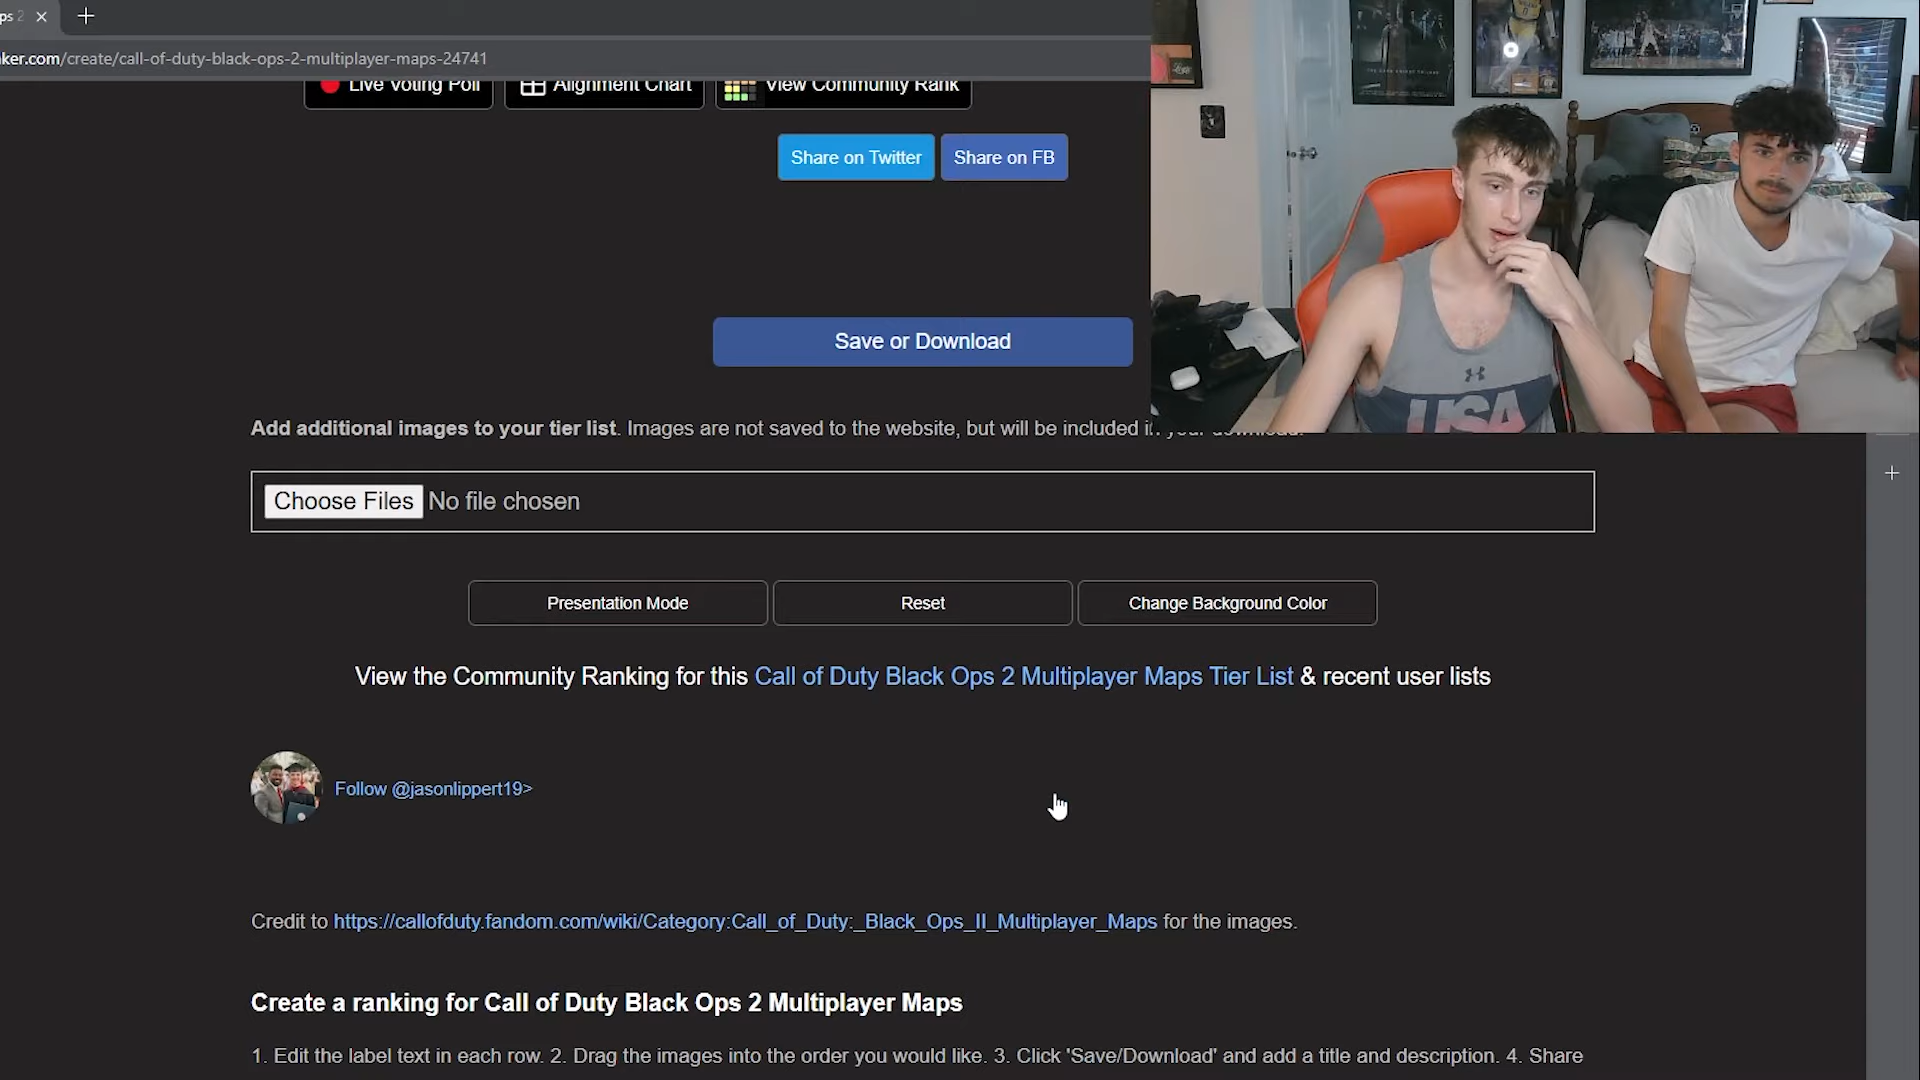 ps 2
ker.com/create/call-of-duty-black-ops-2-multiplayer-maps-24741
Live Voting Poll
Alignment Chart
View Community Rank
Share on Twitter
Share on FB
Save or Download
USA
Add additional images to your tier list. Images are not saved to the website, but will be included in your download.
Choose Files No file chosen
Presentation Mode
Reset
Change Background Color
View the Community Ranking for this Call of Duty Black Ops 2 Multiplayer Maps Tier List & recent user lists
Follow @jasonlippert19>
Credit to https://callofduty.fandom.com/wiki/Category:Call_of_Duty:_Black_Ops_II_Multiplayer_Maps for the images.
Create a ranking for Call of Duty Black Ops 2 Multiplayer Maps
1. Edit the label text in each row. 2. Drag the images into the order you would like. 3. Click 'Save/Download' and add a title and description. 4. Share